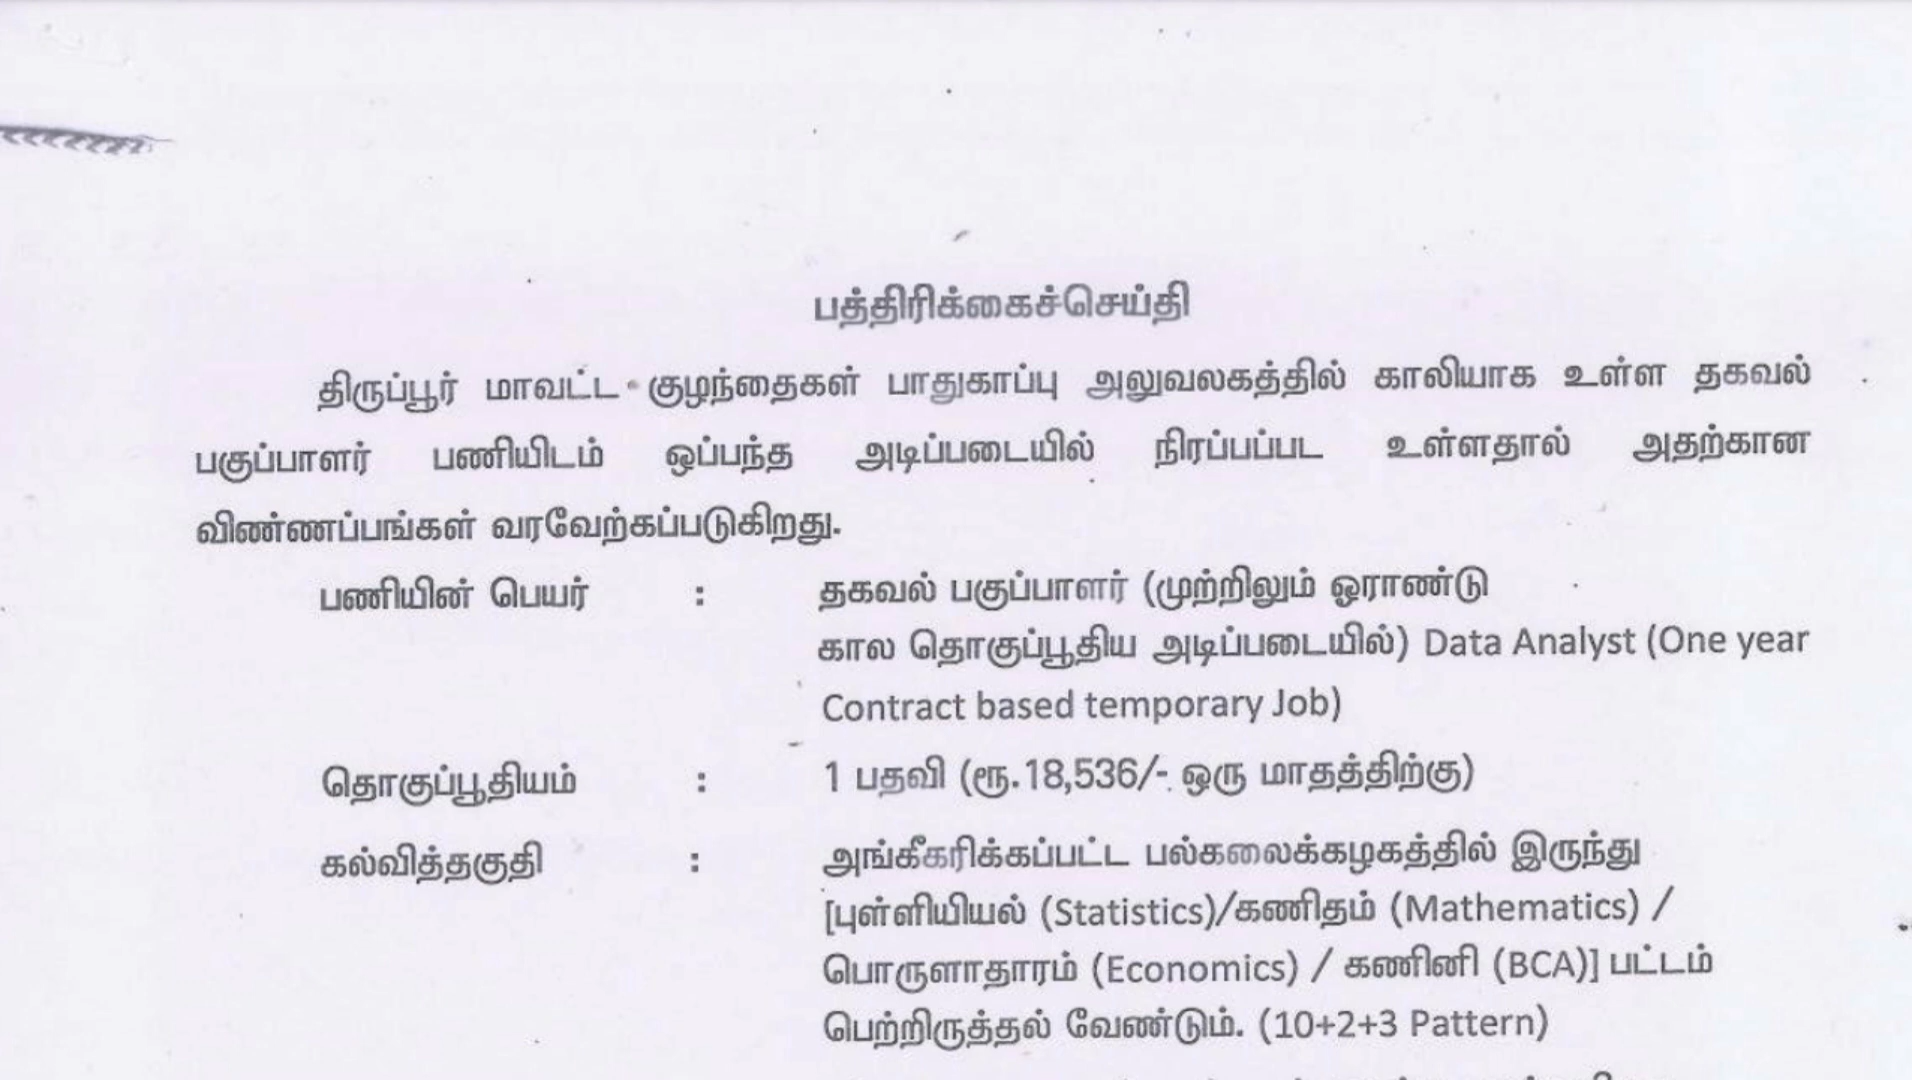 பத்திரிக்கைச்செய்தி
திருப்பூர் மாவட்ட குழந்தைகள் பாதுகாப்பு அலுவலகத்தில் காலியாக உள்ள தகவல்
பகுப்பாளர் பணியிடம் ஒப்பந்த அடிப்படையில் நிரப்பப்பட உள்ளதால் அதற்கான
விண்ணப்பங்கள் வரவேற்கப்படுகிறது.
பணியின் பெயர் : தகவல் பகுப்பாளர் (முற்றிலும் ஓராண்டு
கால தொகுப்பூதிய அடிப்படையில்) Data Analyst (One year
Contract based temporary Job)
தொகுப்பூதியம் : 1 பதவி (ரூ.18,536/- ஒரு மாதத்திற்கு)
கல்வித்தகுதி : அங்கீகரிக்கப்பட்ட பல்கலைக்கழகத்தில் இருந்து
[புள்ளியியல் (Statistics)/கணிதம் (Mathematics) /
பொருளாதாரம் (Economics) / கணினி (BCA)] பட்டம்
பெற்றிருத்தல் வேண்டும். (10+2+3 Pattern)